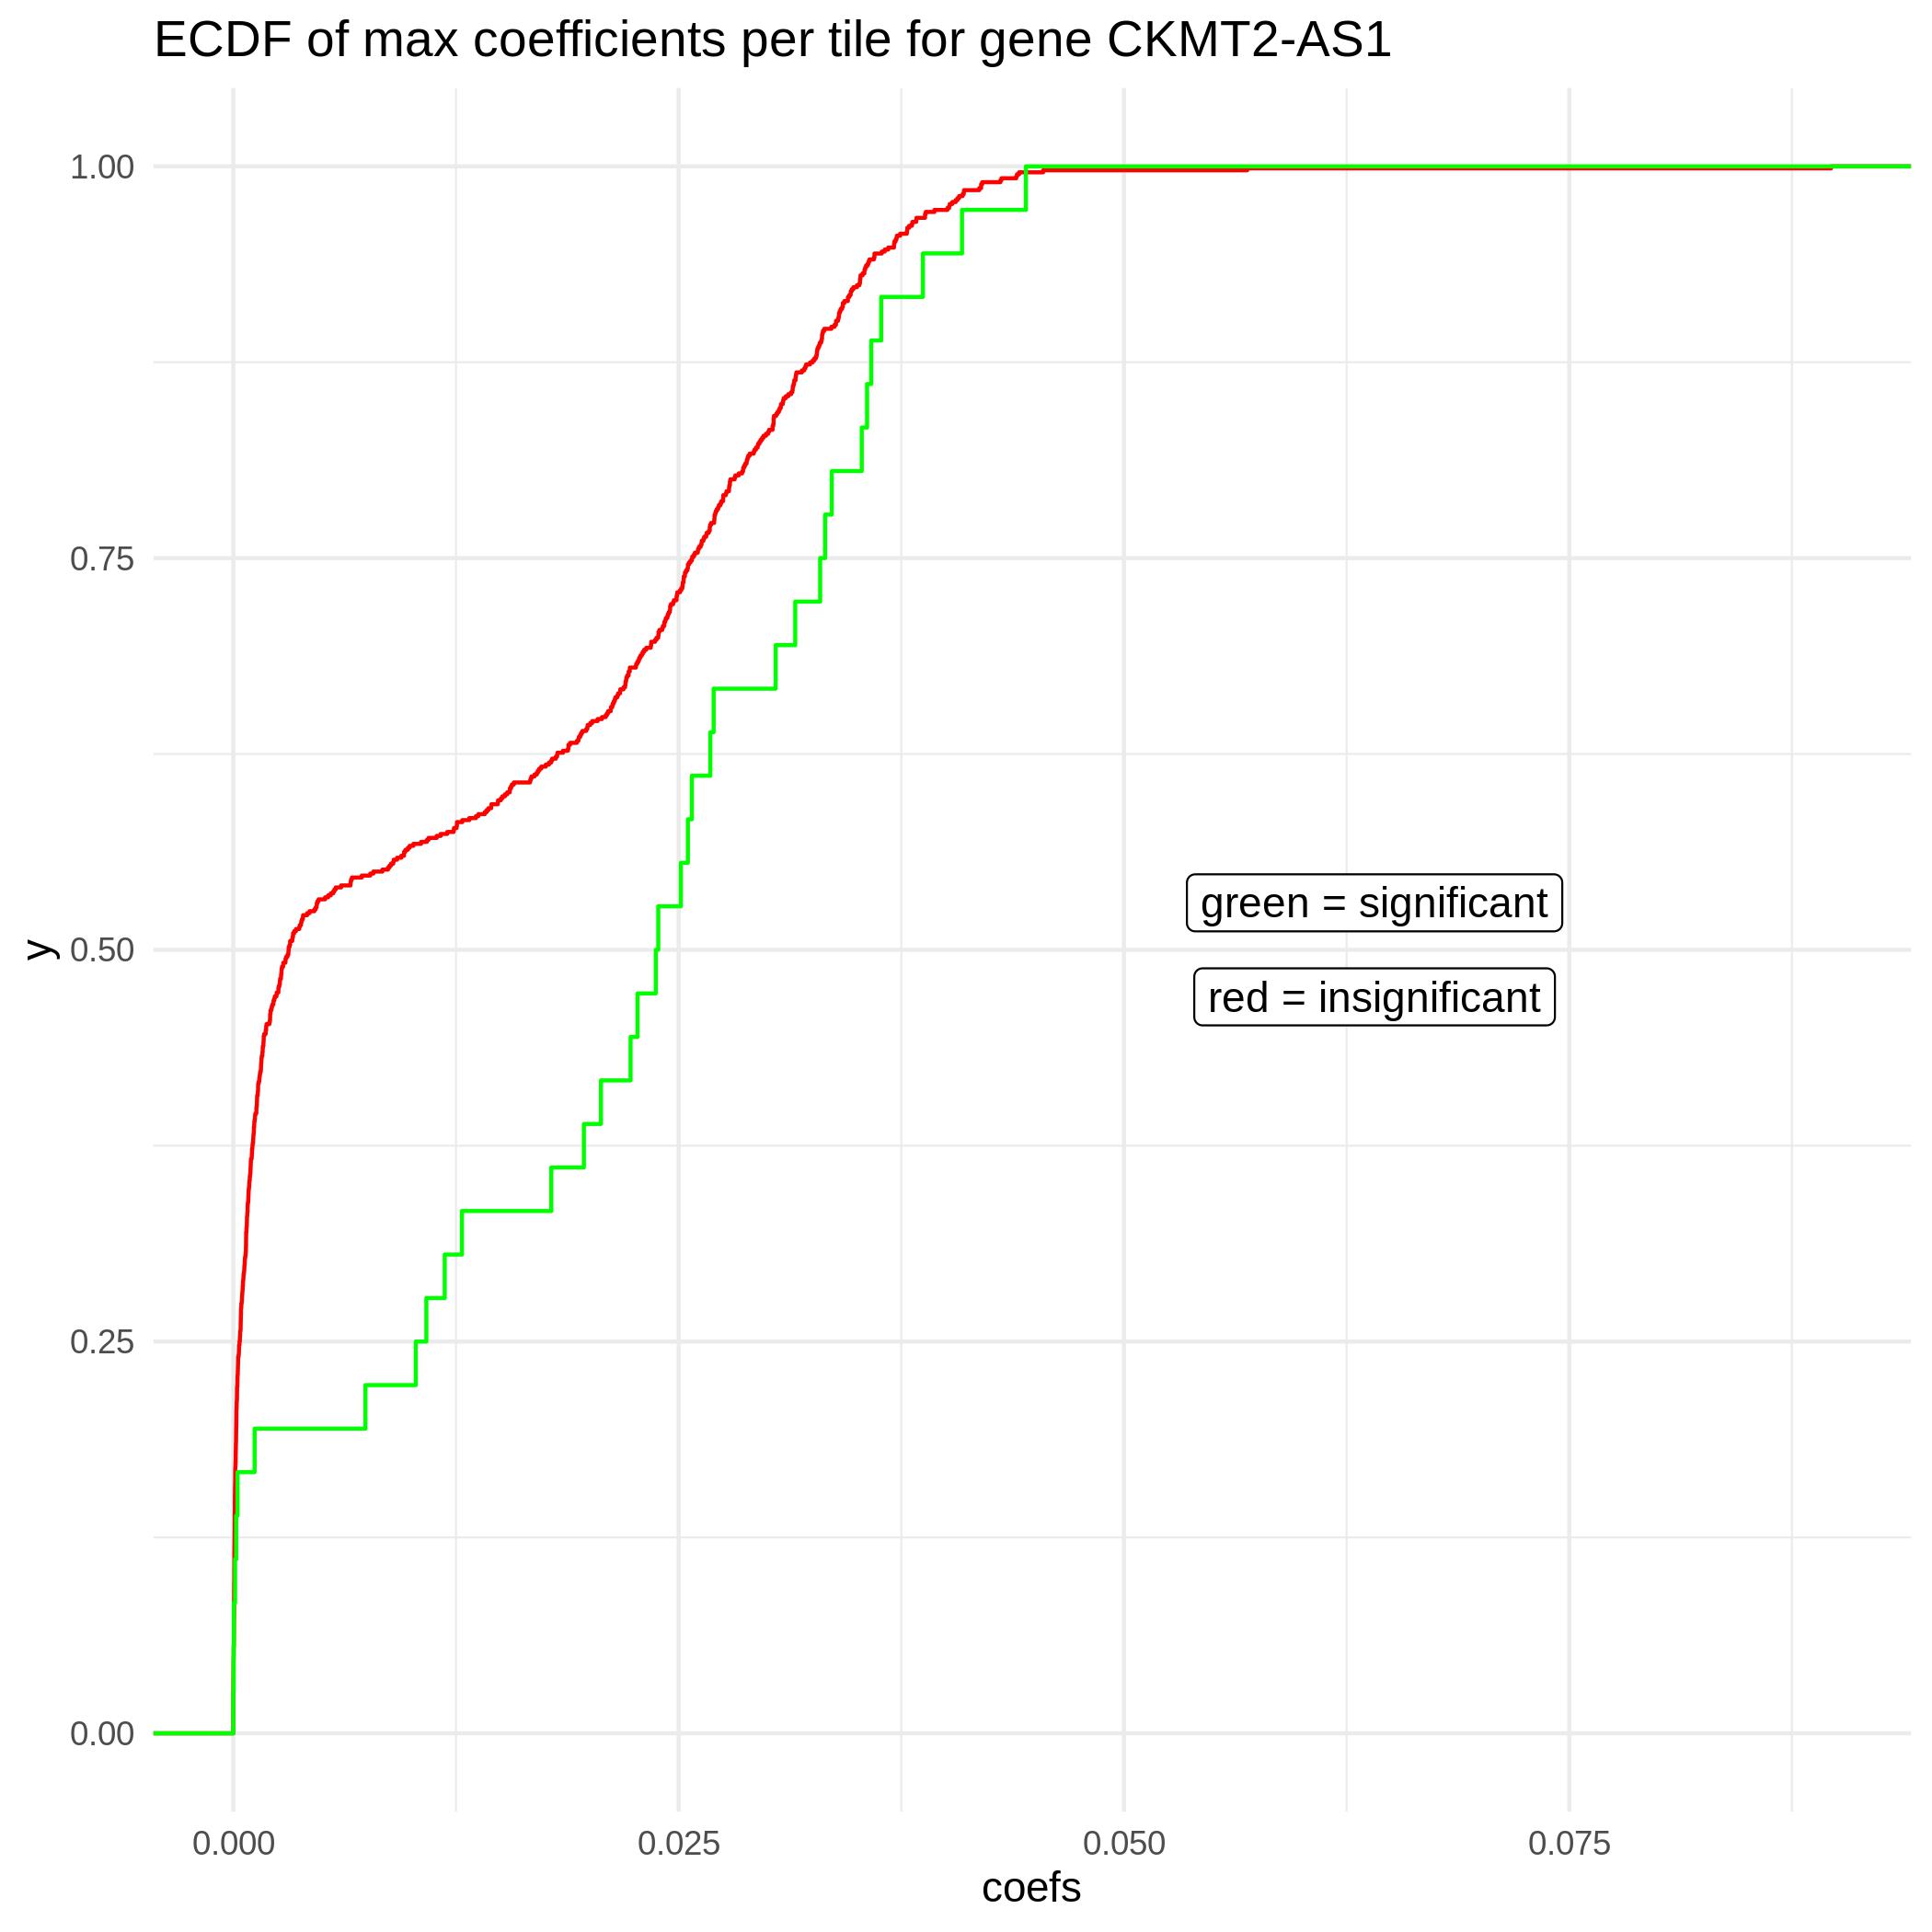 ECDF of max coefficients per tile for gene CKMT2-AS1
1.00
0.75
0.50
0.25
0.00
y
green = significant
red = insignificant
0.000 0.025 0.050 0.075
coefs